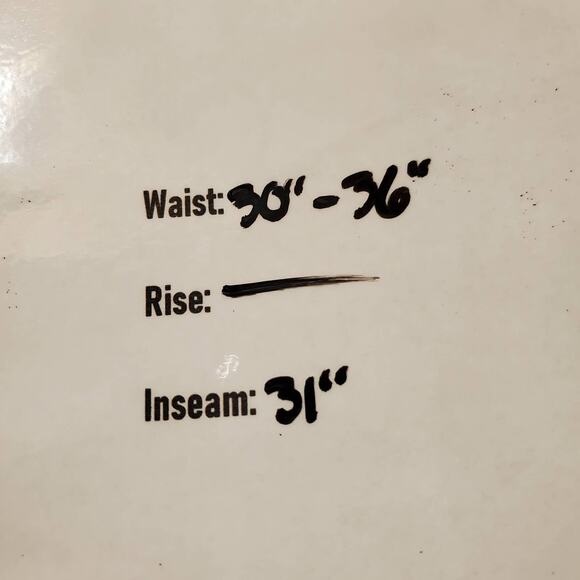 Waist: 30" - 36"
Rise: —
Inseam: 31"